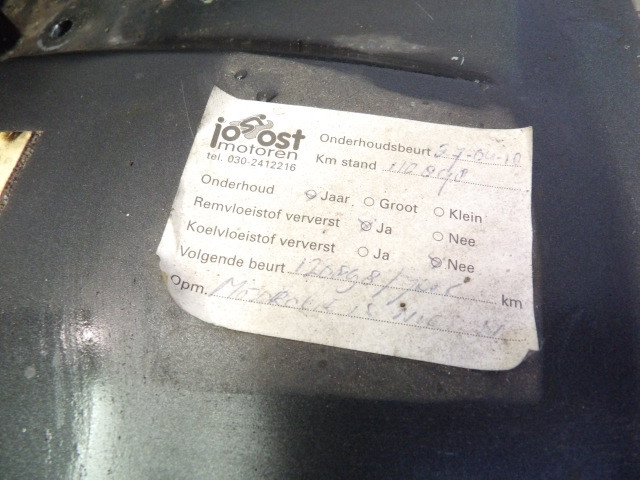 joost
motoren
tel. 030-2412216
Onderhoudsbeurt
Km stand
Onderhoud Jaar Groot Klein
Remvloeistof ververst Ja Nee
Koelvloeistof ververst Ja Nee
Volgende beurt km
Opm.